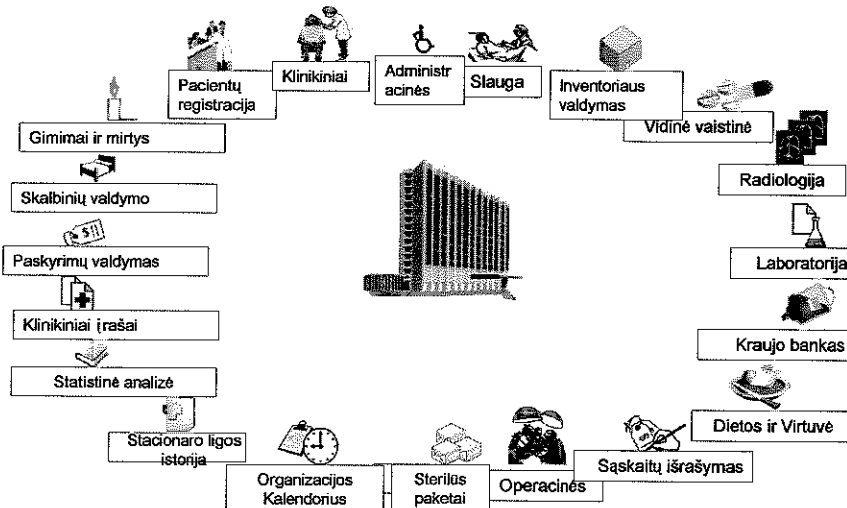 Pacientų
registracija
Klinikiniai
Administr
acinės
Slauga
Inventoriaus
valdymas
Vidinė vaistinė
Radiologija
Laboratorija
Kraujo bankas
Dietos ir Virtuvė
Sąskaitų išrašymas
Operacinės
Sterilūs
paketai
Organizacijos
Kalendorius
Stacionaro ligos
istorija
Statistinė analizė
Klinikiniai įrašai
Paskyrimų valdymas
Skalbinių valdymo
Gimimai ir mirtys